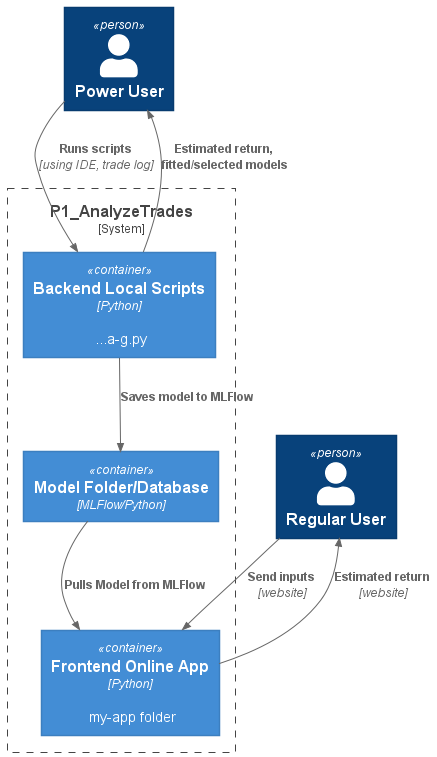 «person»
Power User
Runs scripts
[using IDE, trade log]
Estimated return,
fitted/selected models
P1_AnalyzeTrades
[System]
«container»
Backend Local Scripts
[Python]
...a-g.py
Saves model to MLFlow
«container»
Model Folder/Database
[MLFlow/Python]
«person»
Regular User
Pulls Model from MLFlow
Send inputs
[website]
Estimated return
[website]
«container»
Frontend Online App
[Python]
my-app folder